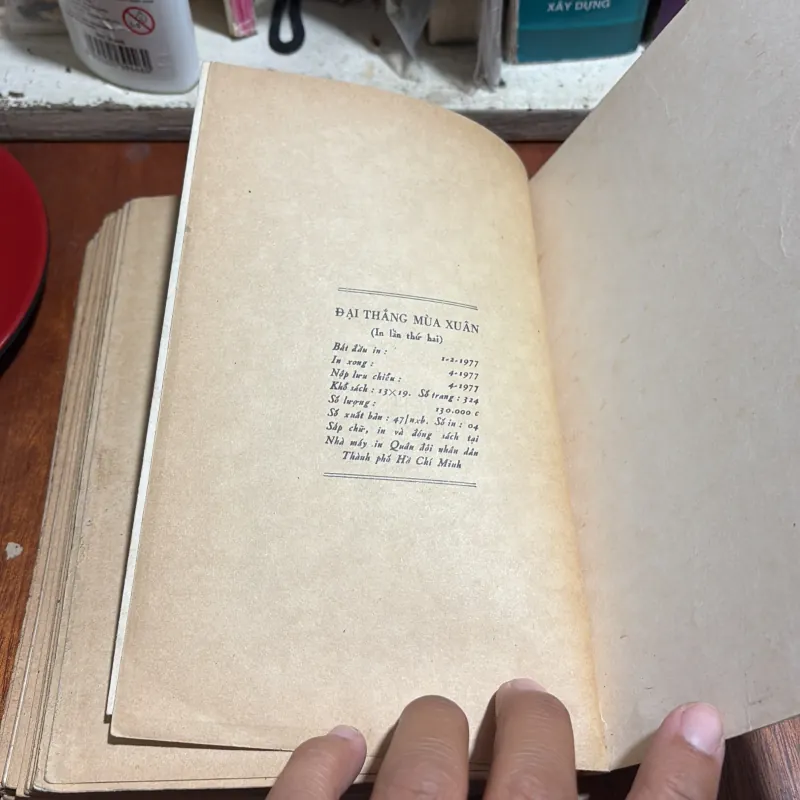 XÂY DỰNG
ĐẠI THẮNG MÙA XUÂN
(In lần thứ hai)
Bắt đầu in : 1-2-1977
In xong : 4-1977
Nộp lưu chiểu : 4-1977
Khổ sách : 13×19. Số trang : 324
Số lượng : 130.000 c
Số xuất bản : 47/nxb. Số in : 04
Sắp chữ, in và đóng sách tại
Nhà máy in Quân đội nhân dân
Thành phố Hồ Chí Minh